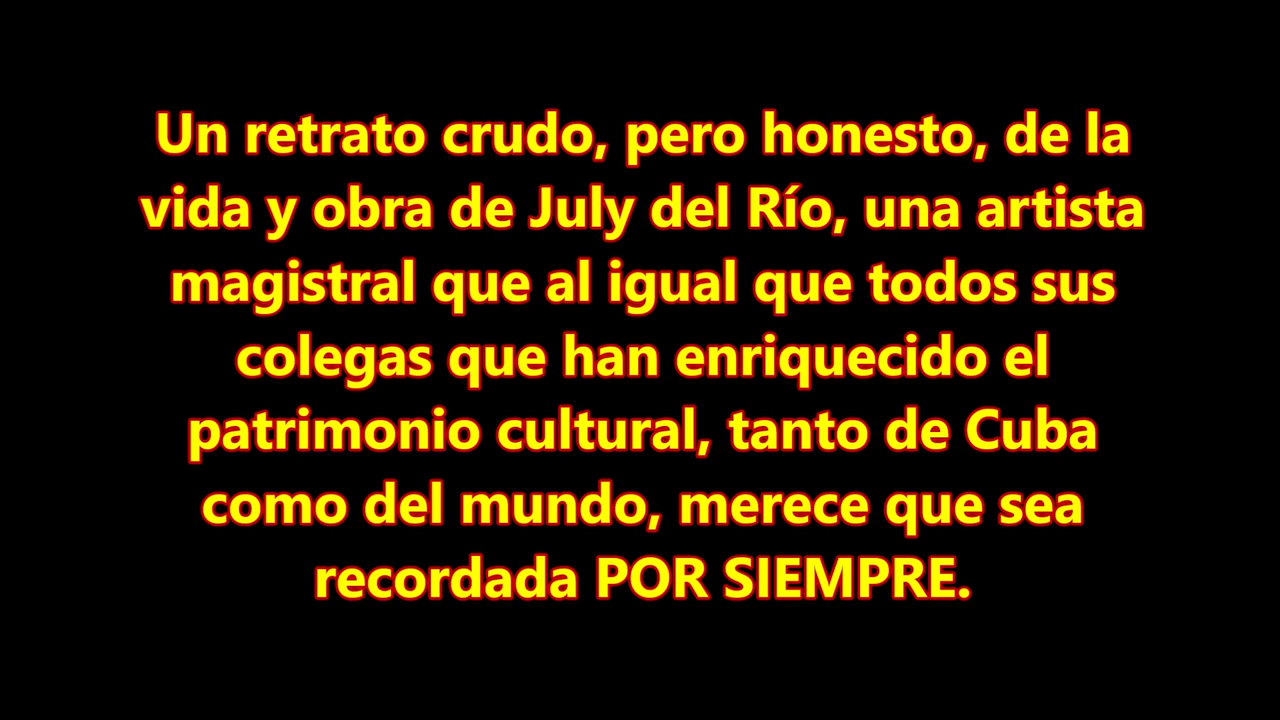 Un retrato crudo, pero honesto, de la
vida y obra de July del Río, una artista
magistral que al igual que todos sus
colegas que han enriquecido el
patrimonio cultural, tanto de Cuba
como del mundo, merece que sea
recordada POR SIEMPRE.